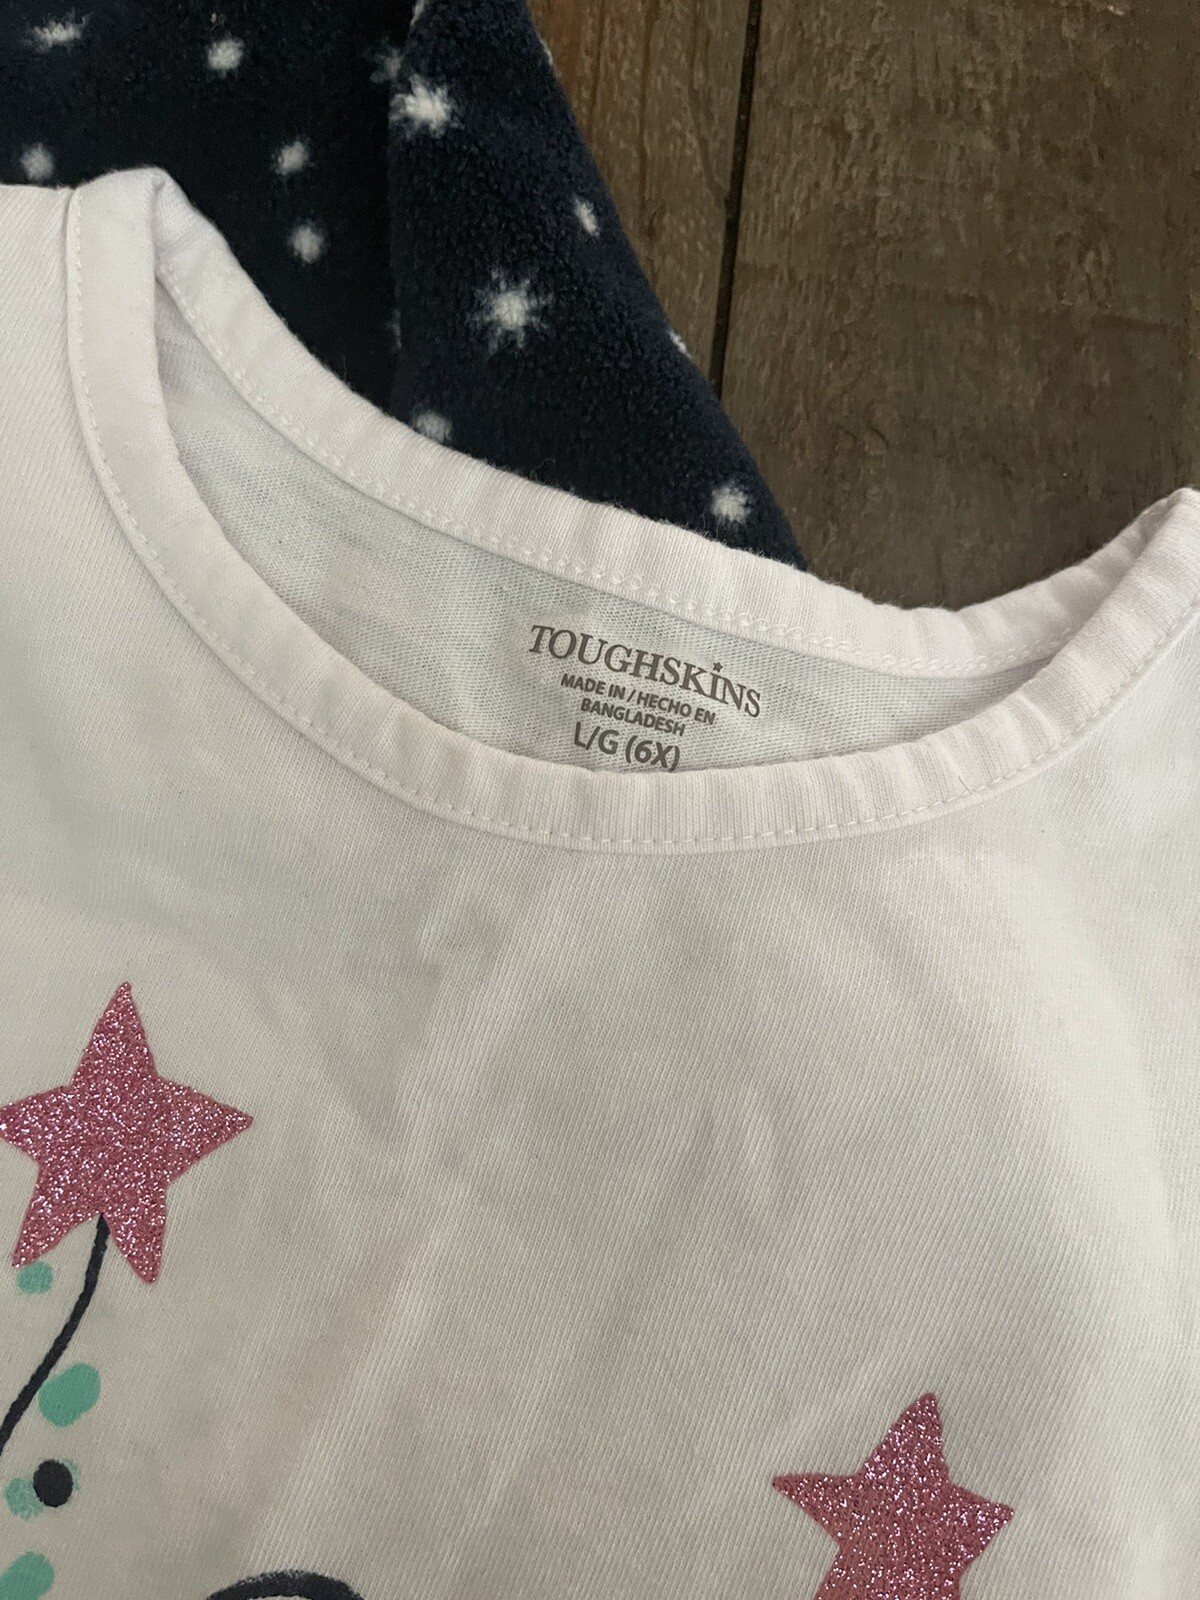 TOUGHSKINS
MADE IN / HECHO EN
BANGLADESH
L/G (6X)